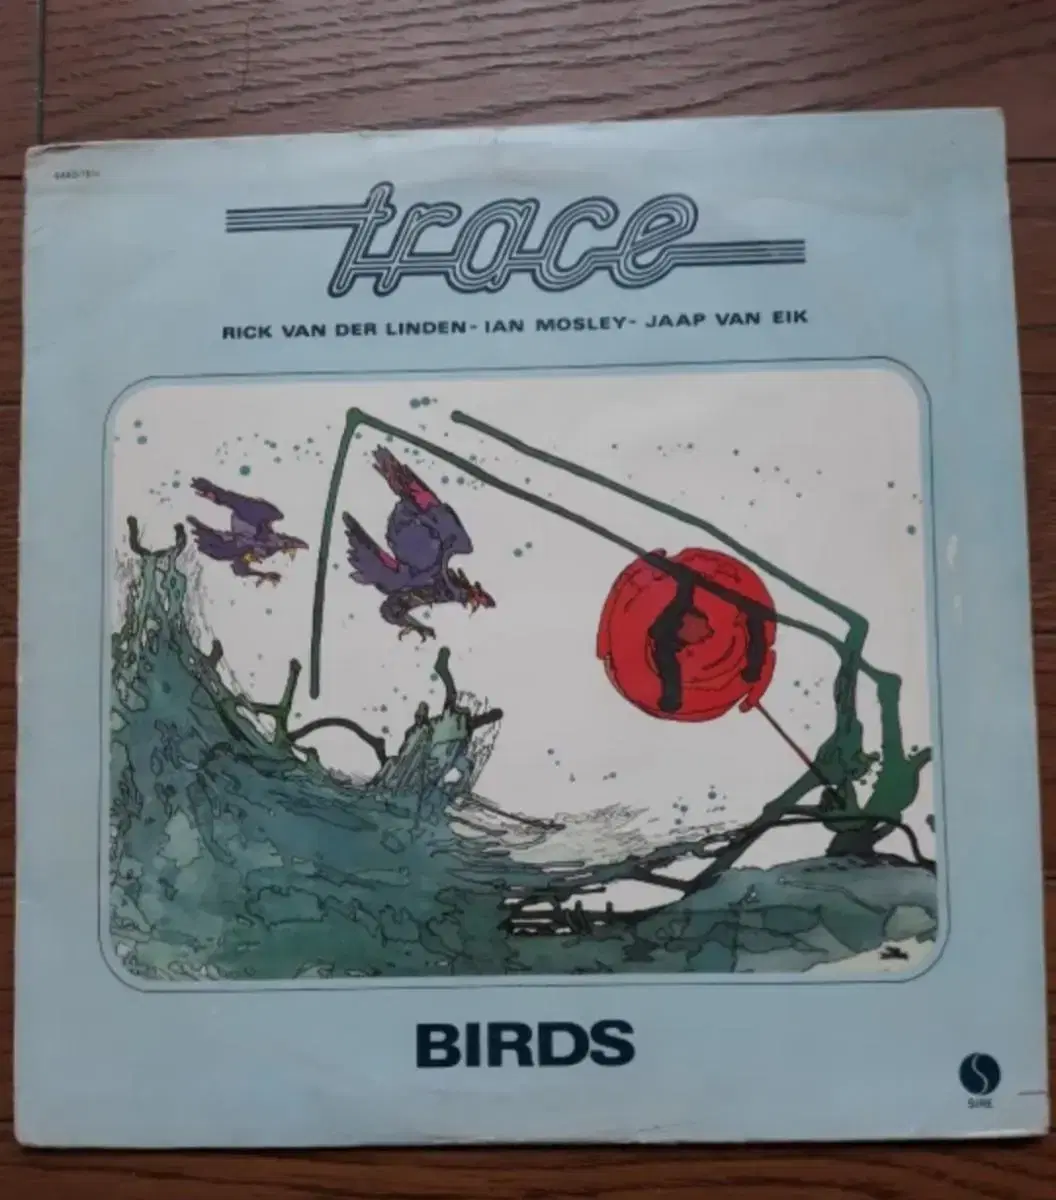 trace
RICK VAN DER LINDEN - IAN MOSLEY - JAAP VAN EIK
BIRDS
SIRE